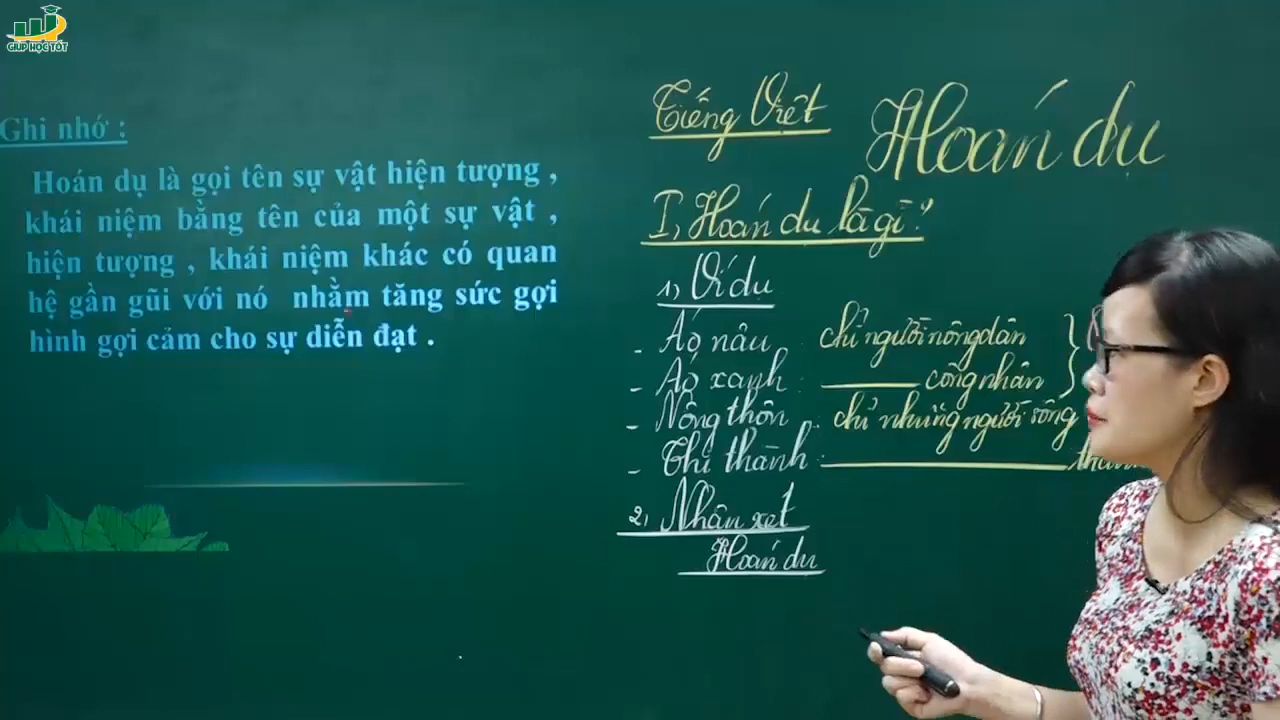 GIUP HỌC TỐT
Ghi nhớ :
Hoán dụ là gọi tên sự vật hiện tượng ,
khái niệm bằng tên của một sự vật ,
hiện tượng , khái niệm khác có quan
hệ gần gũi với nó nhằm tăng sức gợi
hình gợi cảm cho sự diễn đạt .
Tiếng Việt
Hoán dụ
I, Hoán dụ là gì ?
1, Ví dụ
- Áo nâu : chỉ người nông dân
- Áo xanh : ______ công nhân
- Nông thôn : chỉ những người sống
- Thị thành : ______
2, Nhận xét
Hoán dụ